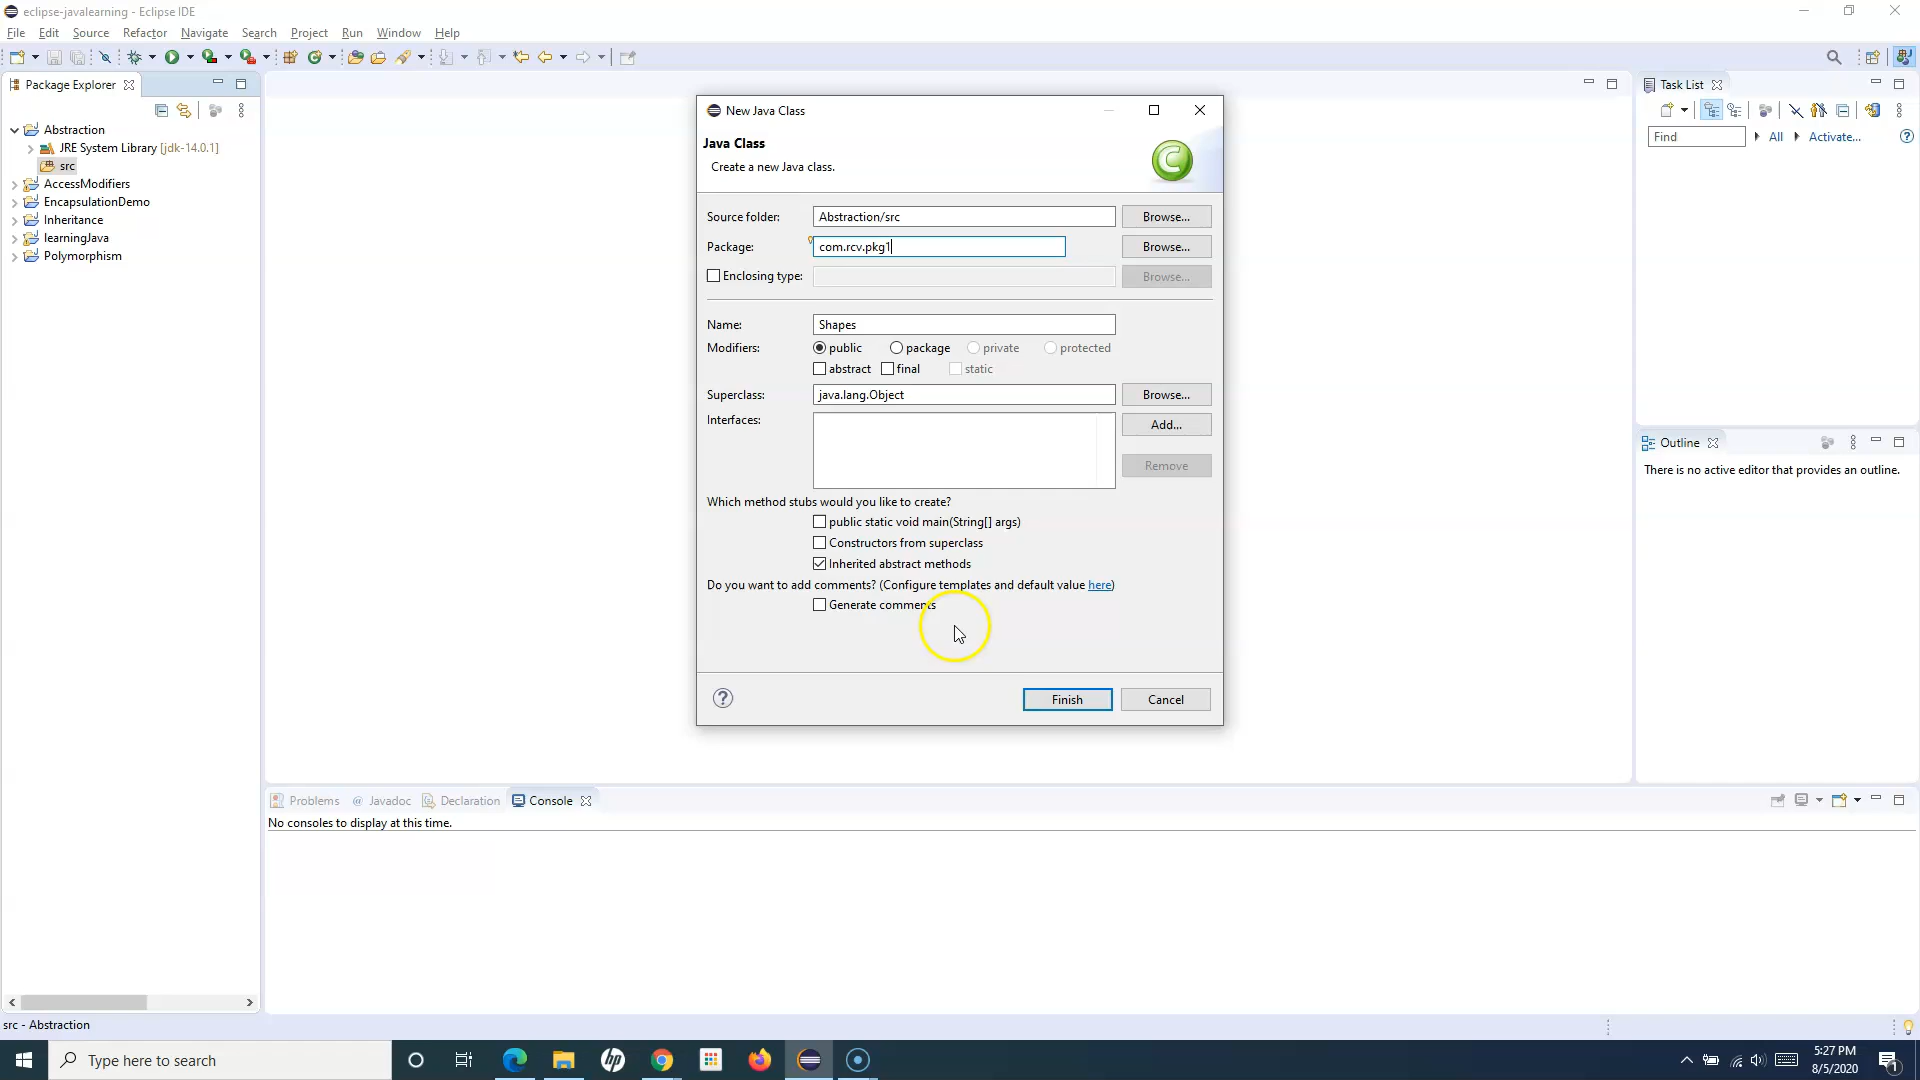 eclipse-javalearning - Eclipse IDE
File Edit Source Refactor Navigate Search Project Run Window Help
Package Explorer
Abstraction
JRE System Library [jdk-14.0.1]
src
AccessModifiers
EncapsulationDemo
Inheritance
learningJava
Polymorphism
New Java Class
Java Class
Create a new Java class.
Source folder: Abstraction/src Browse...
Package: com.rcv.pkg1 Browse...
Enclosing type: Browse...
Name: Shapes
Modifiers: public package private protected
abstract final static
Superclass: java.lang.Object Browse...
Interfaces: Add...
Remove
Which method stubs would you like to create?
public static void main(String[] args)
Constructors from superclass
Inherited abstract methods
Do you want to add comments? (Configure templates and default value here)
Generate comments
Finish Cancel
Task List
Find All Activate...
Outline
There is no active editor that provides an outline.
Problems Javadoc Declaration Console
No consoles to display at this time.
src - Abstraction
Type here to search
hp
5:27 PM
8/5/2020
1